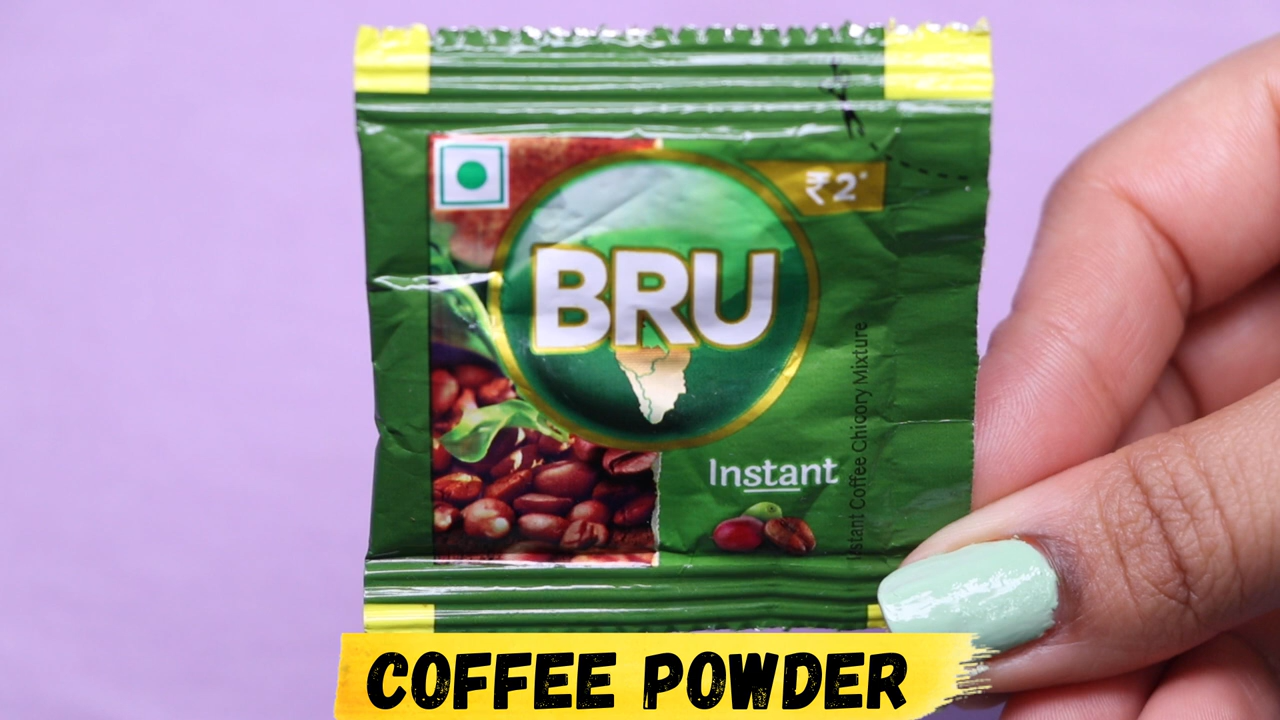 ₹2*
BRU
Instant
Instant Coffee Chicory Mixture
COFFEE POWDER